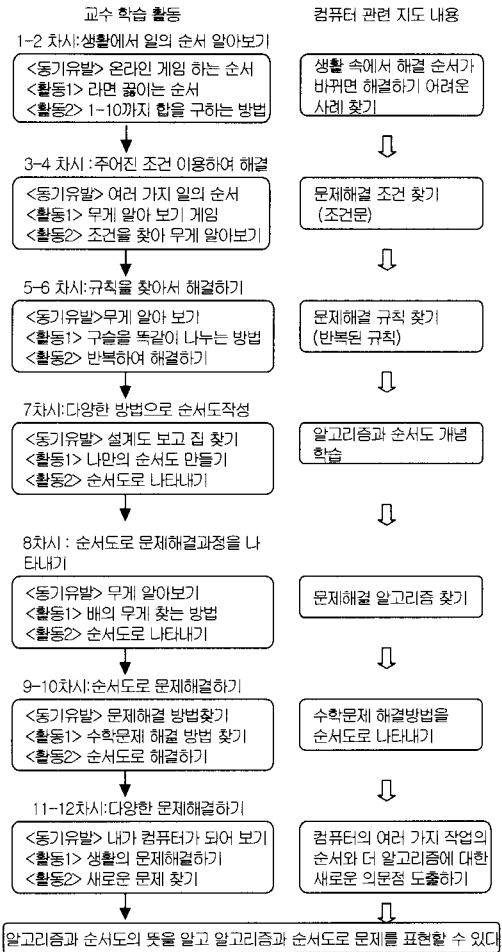 교수 학습 활동
컴퓨터 관련 지도 내용
1-2 차시:생활에서 일의 순서 알아보기
<동기유발> 온라인 게임 하는 순서
<활동1> 라면 끓이는 순서
<활동2> 1-10까지 합을 구하는 방법
생활 속에서 해결 순서가
바뀌면 해결하기 어려운
사례 찾기
3-4 차시:주어진 조건 이용하여 해결
<동기유발> 여러 가지 일의 순서
<활동1> 무게 알아 보기 게임
<활동2> 조건을 찾아 무게 알아보기
문제해결 조건 찾기
(조건문)
5-6 차시:규칙을 찾아서 해결하기
<동기유발>무게 알아 보기
<활동1> 구슬을 똑같이 나누는 방법
<활동2> 반복하여 해결하기
문제해결 규칙 찾기
(반복된 규칙)
7차시:다양한 방법으로 순서도작성
<동기유발> 설계도 보고 집 찾기
<활동1> 나만의 순서도 만들기
<활동2> 순서도로 나타내기
알고리즘과 순서도 개념
학습
8차시 : 순서도로 문제해결과정을 나
타내기
<동기유발> 무게 알아보기
<활동1> 배의 무게 찾는 방법
<활동2> 순서도로 나타내기
문제해결 알고리즘 찾기
9-10차시:순서도로 문제해결하기
<동기유발> 문제해결 방법찾기
<활동1> 수학문제 해결 방법 찾기
<활동2> 순서도로 해결하기
수학문제 해결방법을
순서도로 나타내기
11-12차시:다양한 문제해결하기
<동기유발> 내가 컴퓨터가 되어 보기
<활동1> 생활의 문제해결하기
<활동2> 새로운 문제 찾기
컴퓨터의 여러 가지 작업의
순서와 더 알고리즘에 대한
새로운 의문점 도출하기
알고리즘과 순서도의 뜻을 알고 알고리즘과 순서도로 문제를 표현할 수 있다